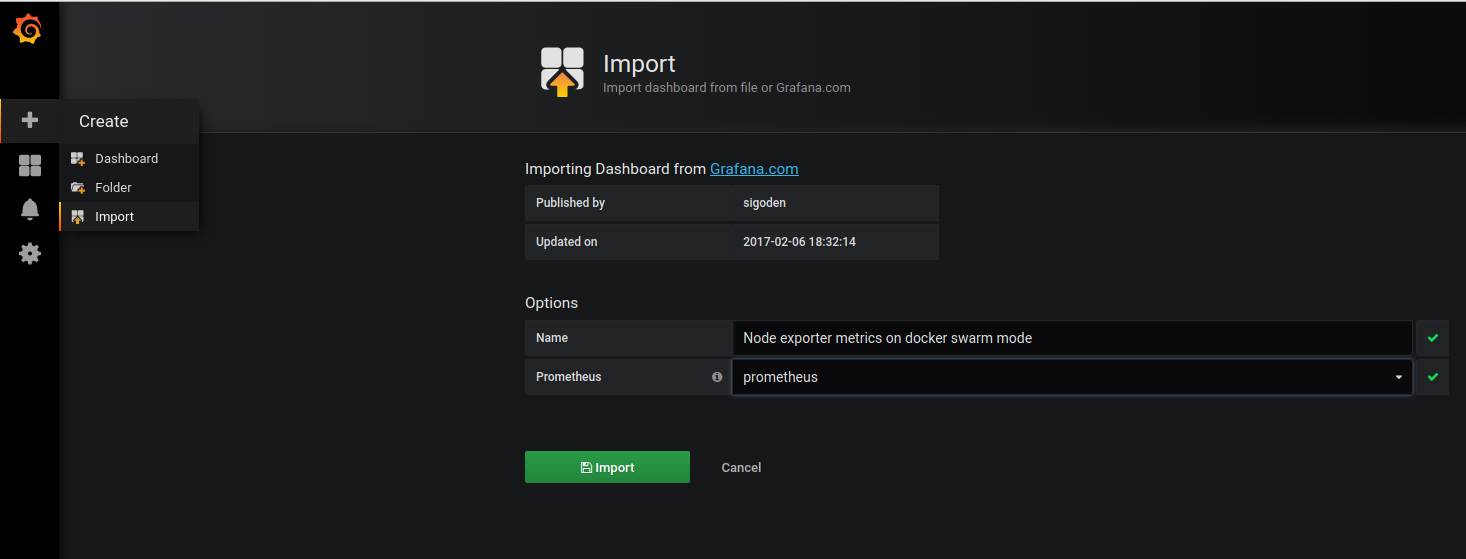 Import
Import dashboard from file or Grafana.com
Create
Dashboard
Folder
Import
Importing Dashboard from Grafana.com
Published by sigoden
Updated on 2017-02-06 18:32:14
Options
Name Node exporter metrics on docker swarm mode
Prometheus prometheus
Import Cancel